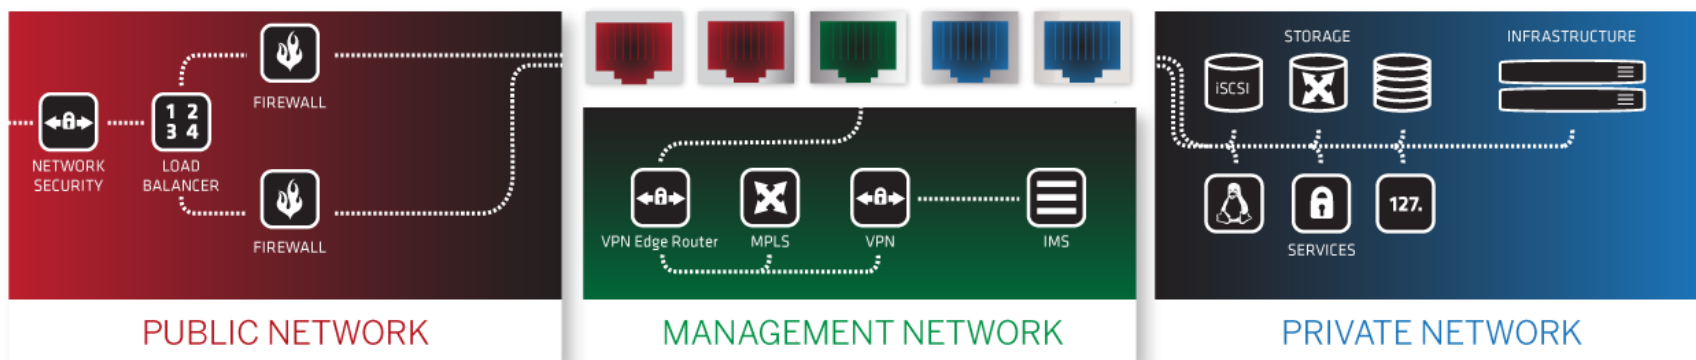 FIREWALL
NETWORK
SECURITY
1 2
3 4
LOAD
BALANCER
FIREWALL
PUBLIC NETWORK
VPN Edge Router
MPLS
VPN
IMS
MANAGEMENT NETWORK
STORAGE
INFRASTRUCTURE
iSCSI
127.
SERVICES
PRIVATE NETWORK